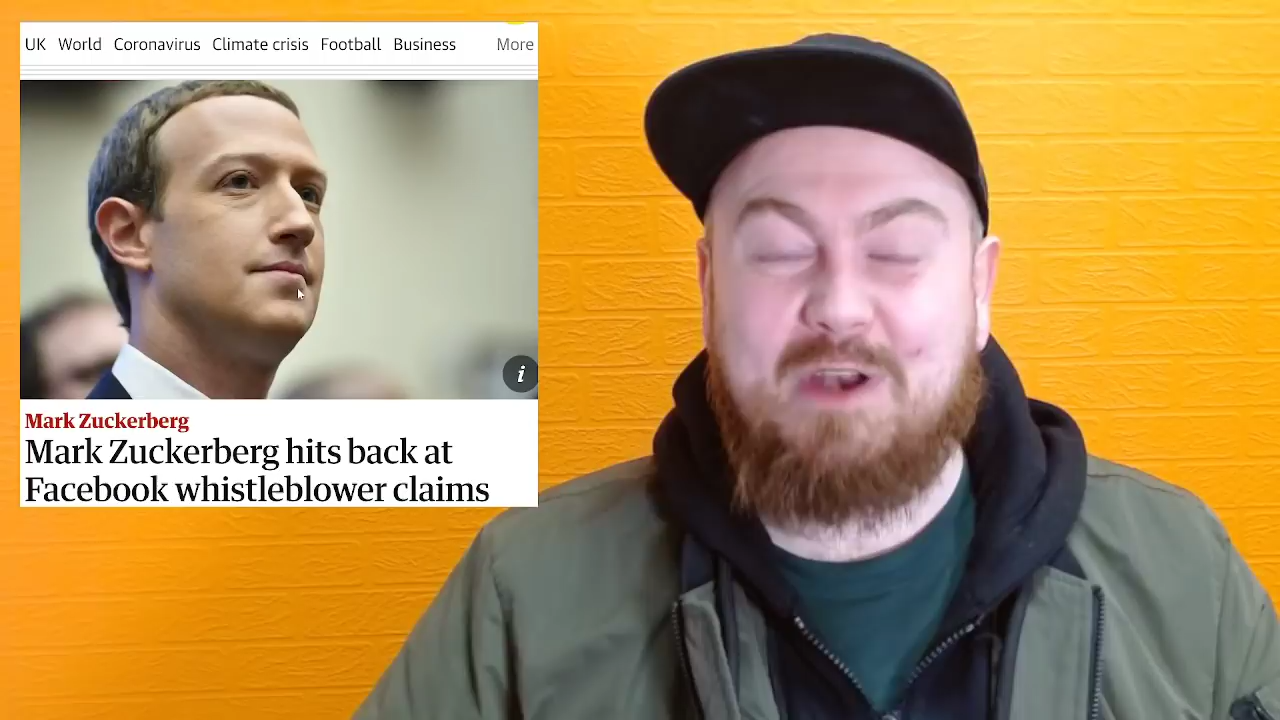 UK World Coronavirus Climate crisis Football Business More
i
Mark Zuckerberg
Mark Zuckerberg hits back at
Facebook whistleblower claims